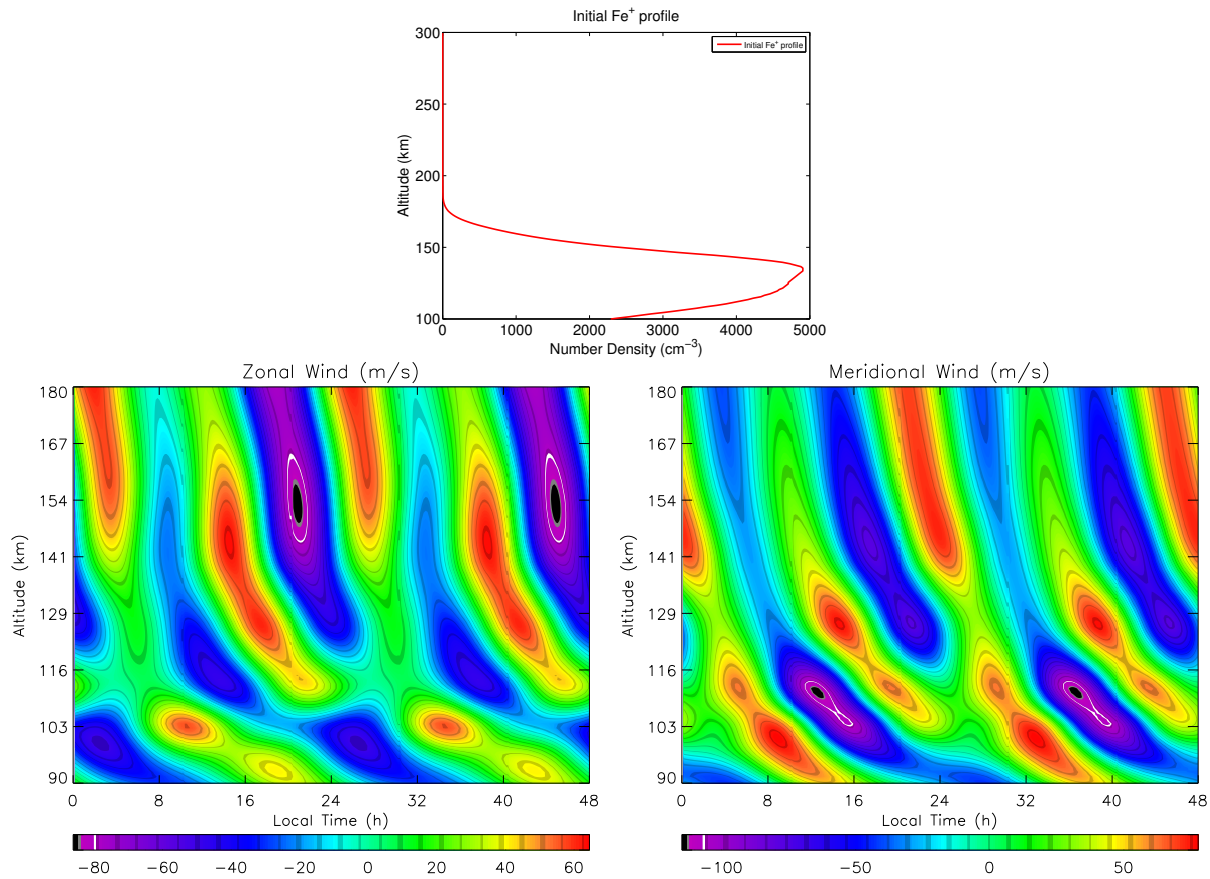 Initial Fe⁺ profile
300
250
200
150
100
Altitude (km)
Initial Fe⁺ profile
0 1000 2000 3000 4000 5000
Number Density (cm⁻³)
Zonal Wind (m/s)
180
167
154
141
129
116
103
90
Altitude (km)
0 8 16 24 32 40 48
Local Time (h)
−80 −60 −40 −20 0 20 40 60
Meridional Wind (m/s)
180
167
154
141
129
116
103
90
Altitude (km)
0 8 16 24 32 40 48
Local Time (h)
−100 −50 0 50